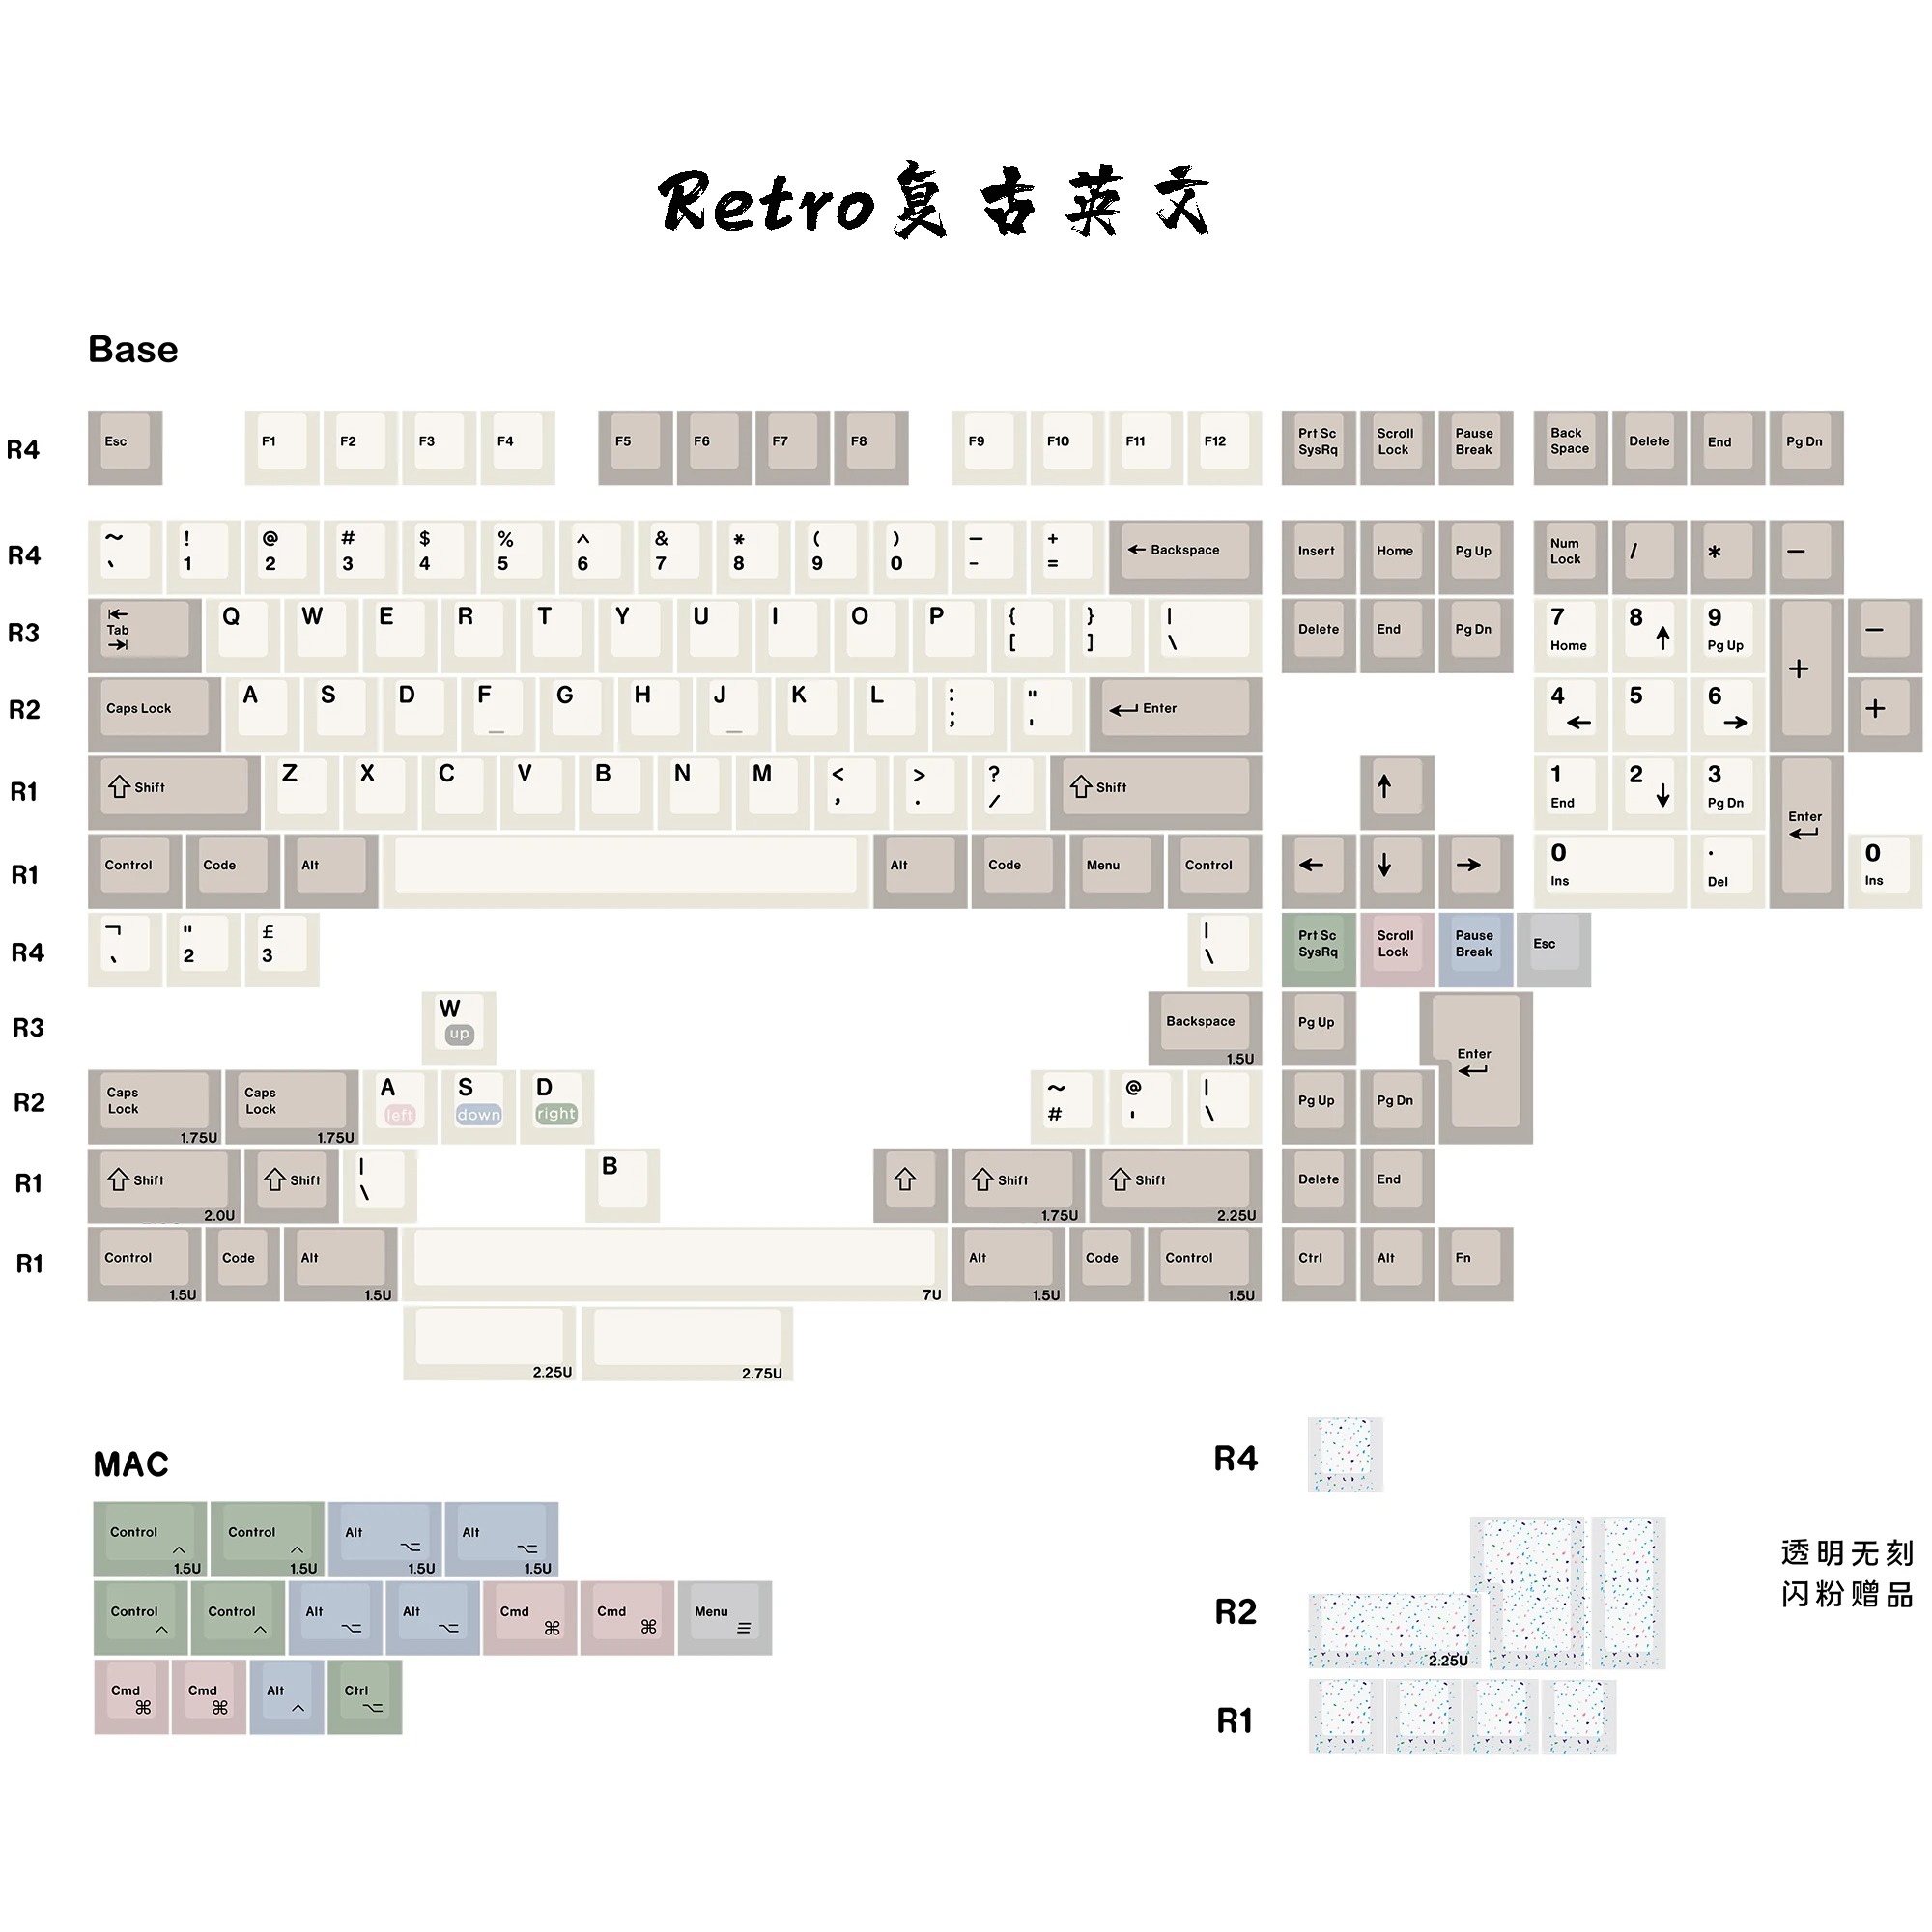 Retro复古英文
Base
R4 Esc F1 F2 F3 F4 F5 F6 F7 F8 F9 F10 F11 F12 Prt Sc SysRq Scroll Lock Pause Break Back Space Delete End Pg Dn
R4 ~ ` ! 1 @ 2 # 3 $ 4 % 5 ^ 6 & 7 * 8 ( 9 ) 0 — - + = ← Backspace Insert Home Pg Up Num Lock / * —
R3 ⇤ Tab ⇥ Q W E R T Y U I O P { [ } ] | \ Delete End Pg Dn 7 Home 8 ↑ 9 Pg Up + —
R2 Caps Lock A S D F _ G H J _ K L : ; " ' ↵ Enter 4 ← 5 6 → +
R1 ⇧ Shift Z X C V B N M < , > . ? / ⇧ Shift ↑ 1 End 2 ↓ 3 Pg Dn Enter ↵
R1 Control Code Alt Alt Code Menu Control ← ↓ → 0 Ins . Del 0 Ins
R4 ¬ ` " 2 £ 3 | \ Prt Sc SysRq Scroll Lock Pause Break Esc
R3 W up Backspace 1.5U Pg Up Enter ↵
R2 Caps Lock 1.75U Caps Lock 1.75U A left S down D right ~ # @ ' | \ Pg Up Pg Dn
R1 ⇧ Shift 2.0U ⇧ Shift | \ B ⇧ ⇧ Shift 1.75U ⇧ Shift 2.25U Delete End
R1 Control 1.5U Code Alt 1.5U 7U Alt 1.5U Code Control 1.5U Ctrl Alt Fn
2.25U 2.75U
MAC
Control ^ 1.5U Control ^ 1.5U Alt ⌥ 1.5U Alt ⌥ 1.5U
Control ^ Control ^ Alt ⌥ Alt ⌥ Cmd ⌘ Cmd ⌘ Menu ☰
Cmd ⌘ Cmd ⌘ Alt ^ Ctrl ⌥
R4
R2 2.25U
R1
透明无刻
闪粉赠品